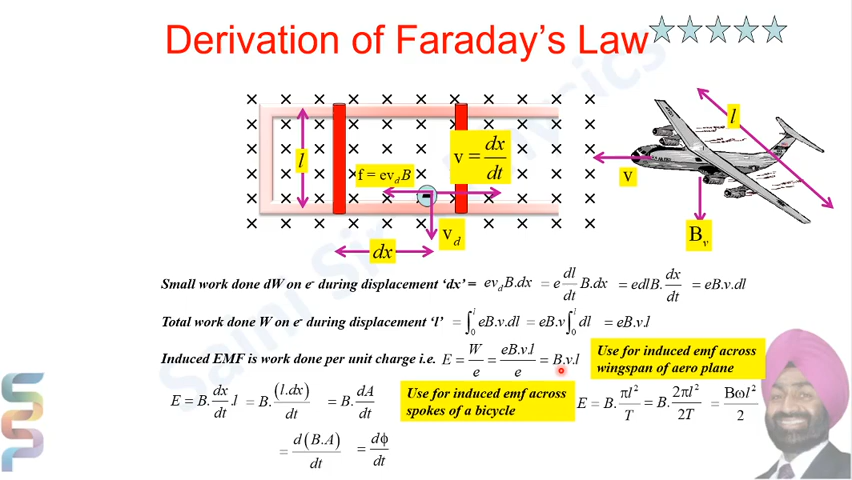 Derivation of Faraday's Law
l
f = ev_d B
v = dx/dt
l
v
v_d
B_v
dx
Small work done dW on e⁻ during displacement 'dx' = ev_d B.dx = e dl/dt B.dx = edlB. dx/dt = eB.v.dl
Total work done W on e⁻ during displacement 'l' = ∫₀ˡ eB.v.dl = eB.v ∫₀ˡ dl = eB.v.l
Induced EMF is work done per unit charge i.e. E = W/e = eB.v.l/e = B.v.l
Use for induced emf across
wingspan of aero plane
E = B. dx/dt .l = B. (l.dx)/dt = B. dA/dt
Use for induced emf across
spokes of a bicycle
E = B. πl²/T = B. 2πl²/2T = Bωl²/2
= d(B.A)/dt = dϕ/dt